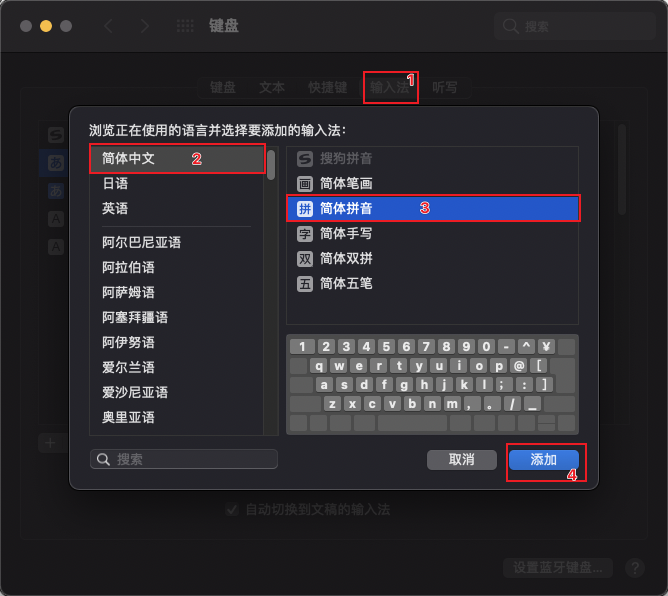 键盘
搜索
键盘 文本 快捷键 输入法 听写
1
浏览正在使用的语言并选择要添加的输入法：
简体中文 2
日语
英语
阿尔巴尼亚语
阿拉伯语
阿萨姆语
阿塞拜疆语
阿伊努语
爱尔兰语
爱沙尼亚语
奥里亚语
搜狗拼音
画 简体笔画
拼 简体拼音 3
字 简体手写
双 简体双拼
五 简体五笔
1 2 3 4 5 6 7 8 9 0 - ^ ¥
q w e r t y u i o p @ [
a s d f g h j k l ; : ]
z x c v b n m , 。 / _
搜索
取消
添加
4
あ
あ
A
A
自动切换到文稿的输入法
设置蓝牙键盘...
?